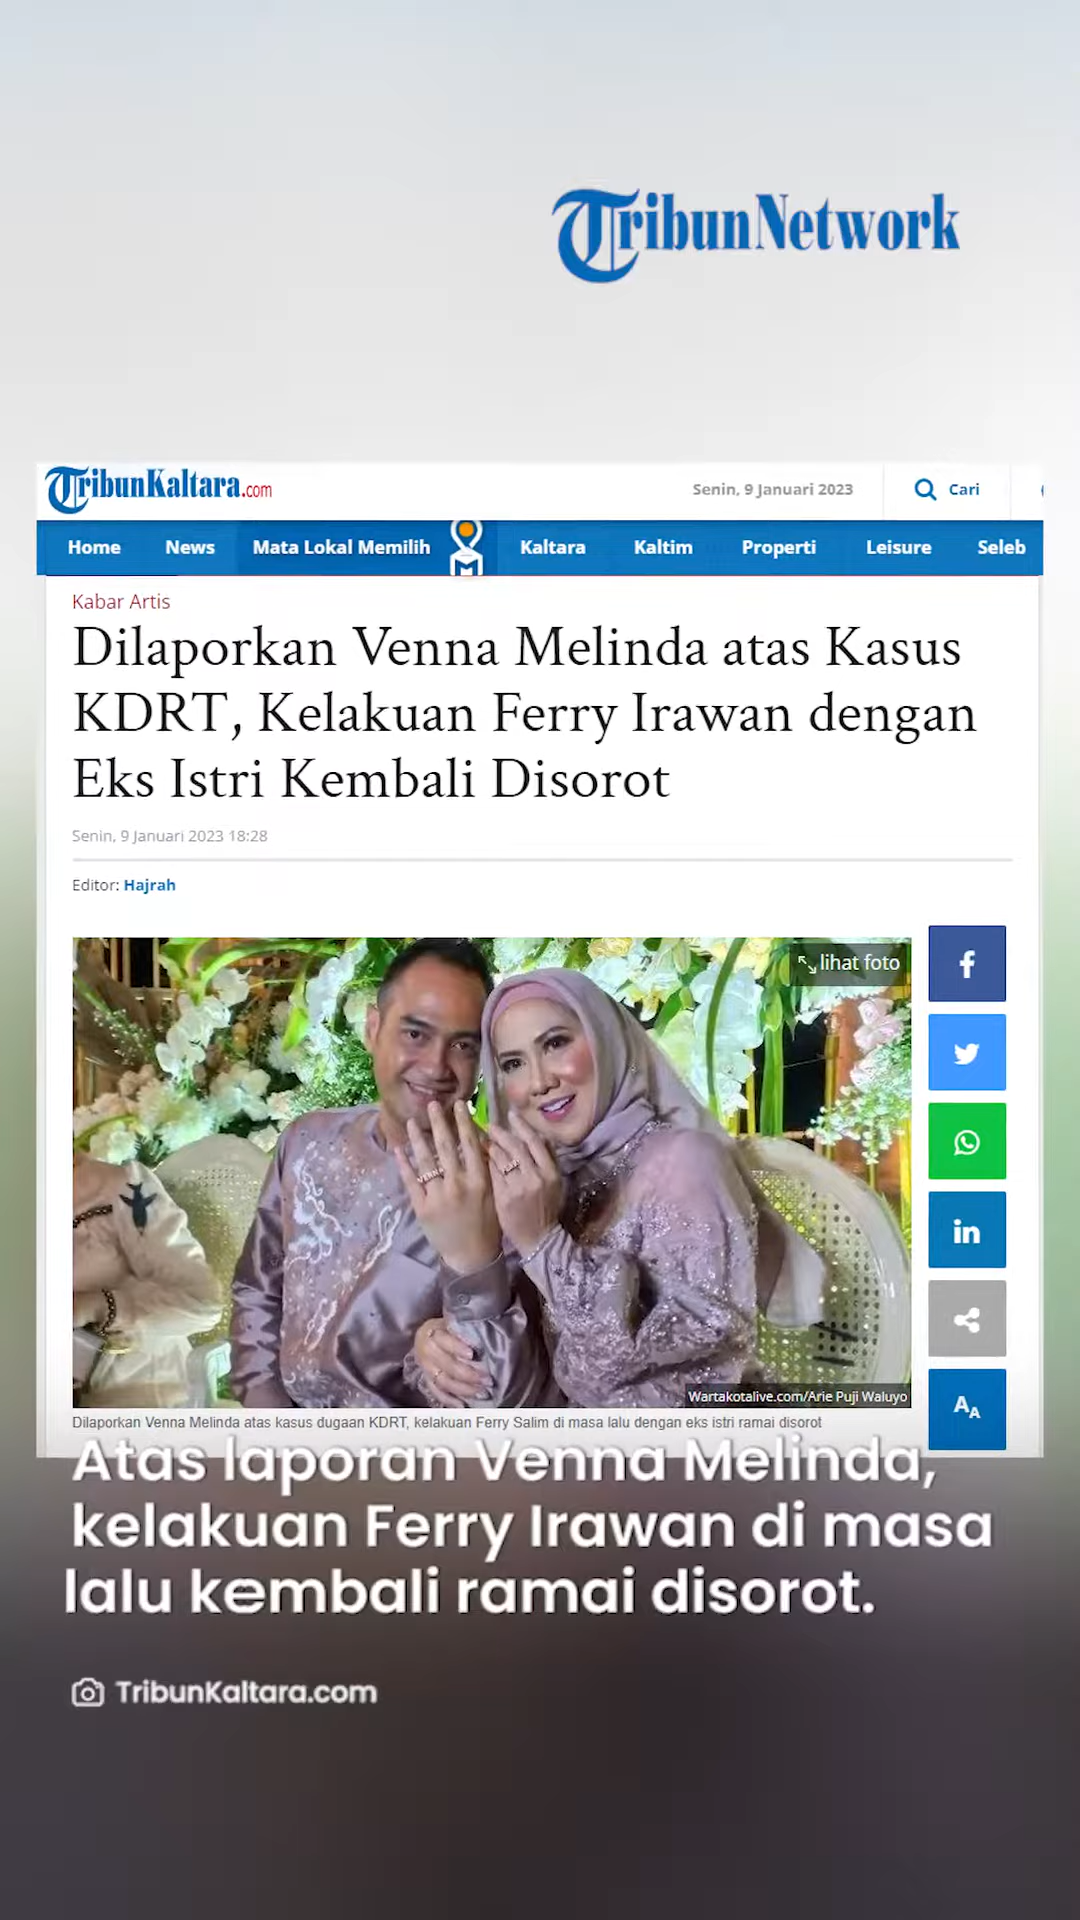 TribunNetwork
TribunKaltara.com
Senin, 9 Januari 2023
Cari
Home News Mata Lokal Memilih M Kaltara Kaltim Properti Leisure Seleb
Kabar Artis
Dilaporkan Venna Melinda atas Kasus
KDRT, Kelakuan Ferry Irawan dengan
Eks Istri Kembali Disorot
Senin, 9 Januari 2023 18:28
Editor: Hajrah
lihat foto
f
VENNA
in
Wartakotalive.com/Arie Puji Waluyo
AA
Dilaporkan Venna Melinda atas kasus dugaan KDRT, kelakuan Ferry Salim di masa lalu dengan eks istri ramai disorot
Atas laporan Venna Melinda,
kelakuan Ferry Irawan di masa
lalu kembali ramai disorot.
TribunKaltara.com